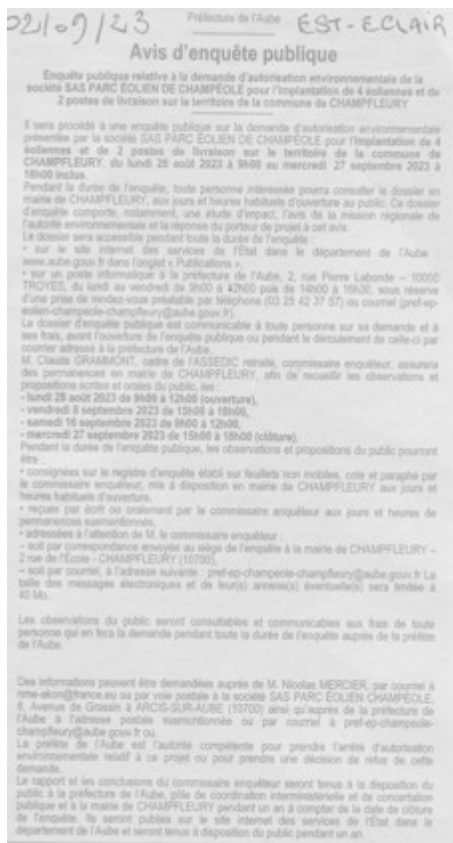 02/09/23
Préfecture de l'Aube
EST-ECLAIR
Avis d'enquête publique
Enquête publique relative à la demande d'autorisation environnementale de la
société SAS PARC ÉOLIEN DE CHAMPÉOLE pour l'implantation de 4 éoliennes et de
2 postes de livraison sur le territoire de la commune de CHAMPFLEURY
Il sera procédé à une enquête publique sur la demande d'autorisation environnementale
présentée par la société SAS PARC ÉOLIEN DE CHAMPÉOLE pour l'implantation de 4
éoliennes et de 2 postes de livraison sur le territoire de la commune de
CHAMPFLEURY, du lundi 28 août 2023 à 9h00 au mercredi 27 septembre 2023 à
18h00 inclus.
Pendant la durée de l'enquête, toute personne intéressée pourra consulter le dossier en
mairie de CHAMPFLEURY, aux jours et heures habituels d'ouverture au public. Ce dossier
d'enquête comporte, notamment, une étude d'impact, l'avis de la mission régionale de
l'autorité environnementale et la réponse du porteur de projet à cet avis.
Le dossier sera accessible pendant toute la durée de l'enquête :
• sur le site internet des services de l'État dans le département de l'Aube :
www.aube.gouv.fr dans l'onglet « Publications ».
• sur un poste informatique à la préfecture de l'Aube, 2, rue Pierre Labonde – 10000
TROYES, du lundi au vendredi de 9h00 à 12h00 puis de 14h00 à 16h30, sous réserve
d'une prise de rendez-vous préalable par téléphone (03 25 42 37 57) ou courriel (pref-ep-
eolien-champeole-champfleury@aube.gouv.fr).
Le dossier d'enquête publique est communicable à toute personne sur sa demande et à
ses frais, avant l'ouverture de l'enquête publique ou pendant le déroulement de celle-ci par
courrier adressé à la préfecture de l'Aube.
M. Claude GRAMMONT, cadre de l'ASSEDIC retraité, commissaire enquêteur, assurera
des permanences en mairie de CHAMPFLEURY, afin de recueillir les observations et
propositions écrites et orales du public, les :
- lundi 28 août 2023 de 9h00 à 12h00 (ouverture),
- vendredi 8 septembre 2023 de 15h00 à 18h00,
- samedi 16 septembre 2023 de 9h00 à 12h00,
- mercredi 27 septembre 2023 de 15h00 à 18h00 (clôture).
Pendant la durée de l'enquête publique, les observations et propositions du public pourront
être :
• consignées sur le registre d'enquête établi sur feuillets non mobiles, coté et paraphé par
le commissaire enquêteur, mis à disposition en mairie de CHAMPFLEURY aux jours et
heures habituels d'ouverture.
• reçues par écrit ou oralement par le commissaire enquêteur aux jours et heures de
permanences susmentionnés,
• adressées à l'attention de M. le commissaire enquêteur :
– soit par correspondance envoyée au siège de l'enquête à la mairie de CHAMPFLEURY –
2 rue de l'École - CHAMPFLEURY (10700),
– soit par courriel, à l'adresse suivante : pref-ep-champeole-champfleury@aube.gouv.fr La
taille des messages électroniques et de leur(s) annexe(s) éventuelle(s) sera limitée à
40 Mo.
Les observations du public seront consultables et communicables aux frais de toute
personne qui en fera la demande pendant toute la durée de l'enquête auprès de la préfète
de l'Aube.
Des informations peuvent être demandées auprès de M. Nicolas MERCIER, par courriel à
ou par voie postale à la société SAS PARC ÉOLIEN CHAMPÉOLE,
8, Avenue de Grassin à ARCIS-SUR-AUBE (10700) ainsi qu'auprès de la préfecture de
l'Aube à l'adresse postale susmentionnée ou par courriel à pref-ep-champeole-
champfleury@aube.gouv.fr ou.
La préfète de l'Aube est l'autorité compétente pour prendre l'arrêté d'autorisation
environnementale relatif à ce projet ou pour prendre une décision de refus de cette
demande.
Le rapport et les conclusions du commissaire enquêteur seront tenus à la disposition du
public à la préfecture de l'Aube, pôle de coordination interministérielle et de concertation
publique et à la mairie de CHAMPFLEURY pendant un an à compter de la date de clôture
de l'enquête. Ils seront publiés sur le site internet des services de l'État dans le
département de l'Aube et seront tenus à disposition du public pendant un an.